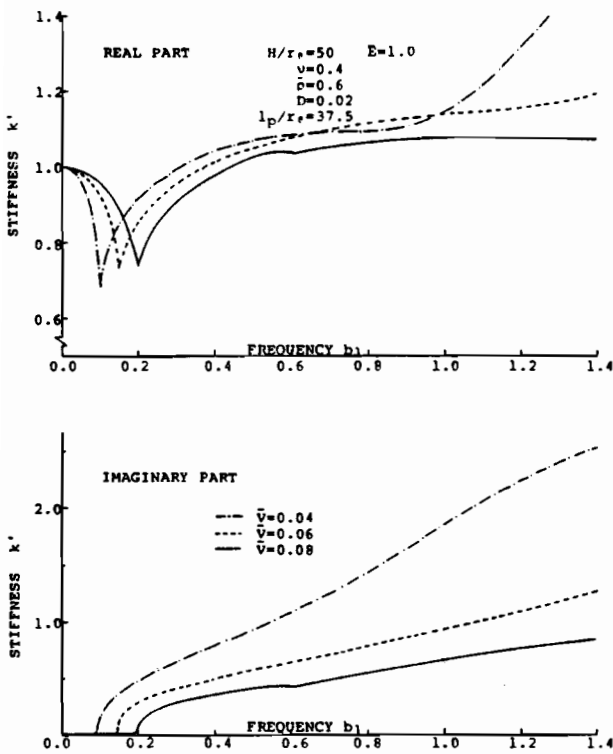 1.4
REAL PART H/r₀=50 E=1.0
ν=0.4
1.2
ρ̄=0.6
D=0.02
lp/r₀=37.5
STIFFNESS k'
1.0
0.8
0.6
FREQUENCY b₁
0.0 0.2 0.4 0.6 0.8 1.0 1.2 1.4
IMAGINARY PART
2.0
V̄=0.04
V̄=0.06
V̄=0.08
STIFFNESS k'
1.0
FREQUENCY b₁
0.0 0.2 0.4 0.6 0.8 1.0 1.2 1.4